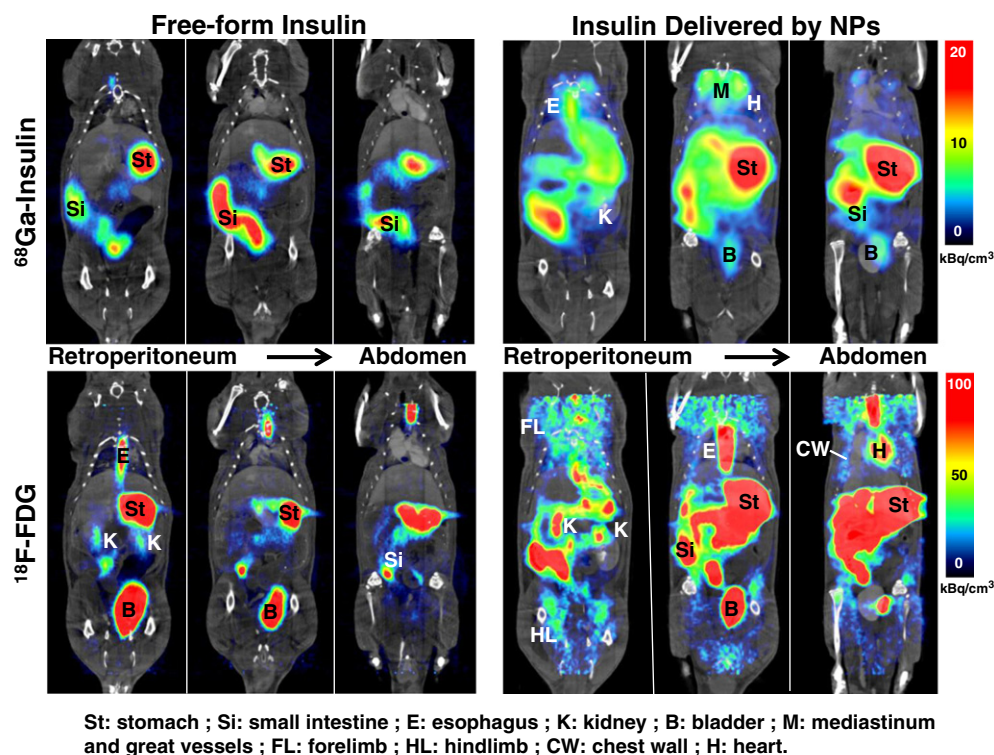 Free-form Insulin
Insulin Delivered by NPs
⁶⁸Ga-Insulin
St
Si
St
Si
Si
E
K
M
H
St
B
St
Si
B
20
10
0
kBq/cm³
Retroperitoneum → Abdomen
Retroperitoneum → Abdomen
¹⁸F-FDG
E
St
K
K
B
St
B
Si
FL
K
K
HL
E
St
Si
B
CW
H
St
100
50
0
kBq/cm³
St: stomach ; Si: small intestine ; E: esophagus ; K: kidney ; B: bladder ; M: mediastinum
and great vessels ; FL: forelimb ; HL: hindlimb ; CW: chest wall ; H: heart.